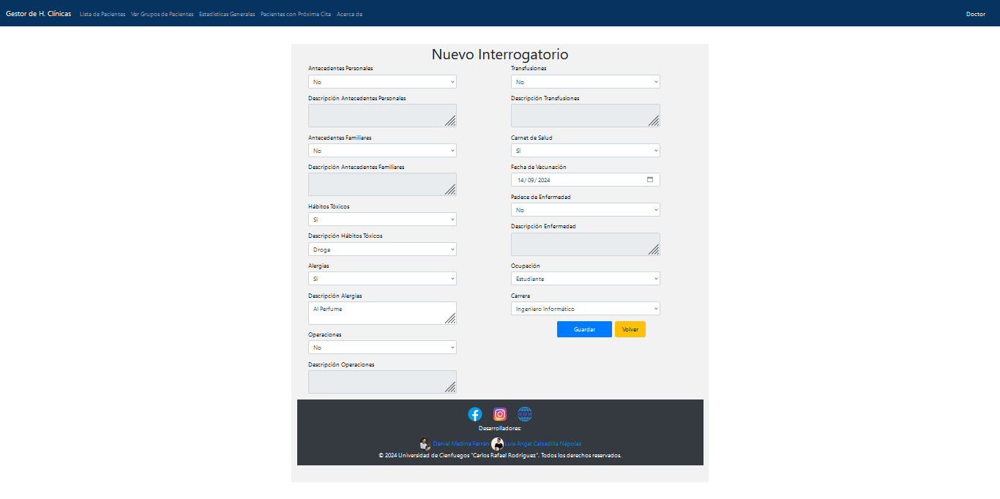 Gestor de H. Clínicas Lista de Pacientes Ver Grupos de Pacientes Estadísticas Generales Pacientes con Próxima Cita Acerca de Doctor
Nuevo Interrogatorio
Antecedentes Personales
No
Descripción Antecedentes Personales
Antecedentes Familiares
No
Descripción Antecedentes Familiares
Hábitos Tóxicos
Sí
Descripción Hábitos Tóxicos
Droga
Alergias
Sí
Descripción Alergias
Al Perfume
Operaciones
No
Descripción Operaciones
Transfusiones
No
Descripción Transfusiones
Carnet de Salud
Sí
Fecha de Vacunación
14/09/2024
Padece de Enfermedad
No
Descripción Enfermedad
Ocupación
Estudiante
Carrera
Ingeniero Informático
Guardar Volver
WWW
Desarrolladores:
Daniel Medina Ferrán Luis Angel Calzadilla Nápoles
© 2024 Universidad de Cienfuegos "Carlos Rafael Rodríguez". Todos los derechos reservados.